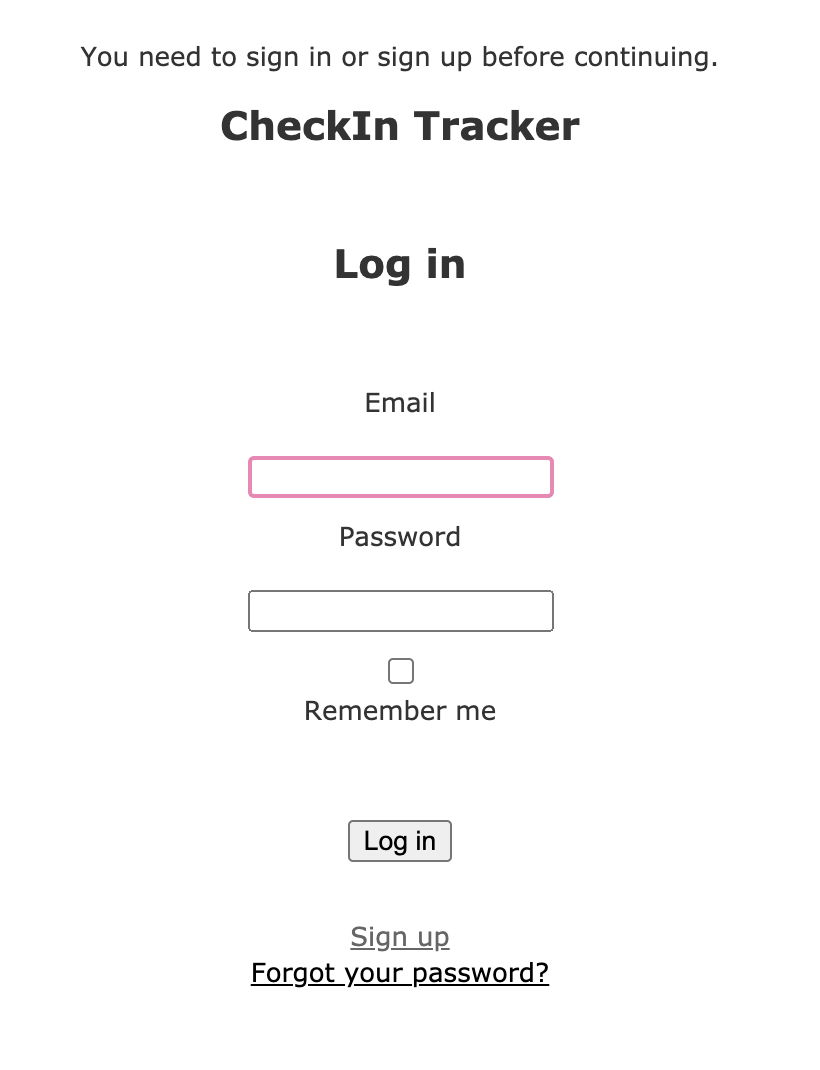 You need to sign in or sign up before continuing.
CheckIn Tracker
Log in
Email
Password
Remember me
Log in
Sign up
Forgot your password?